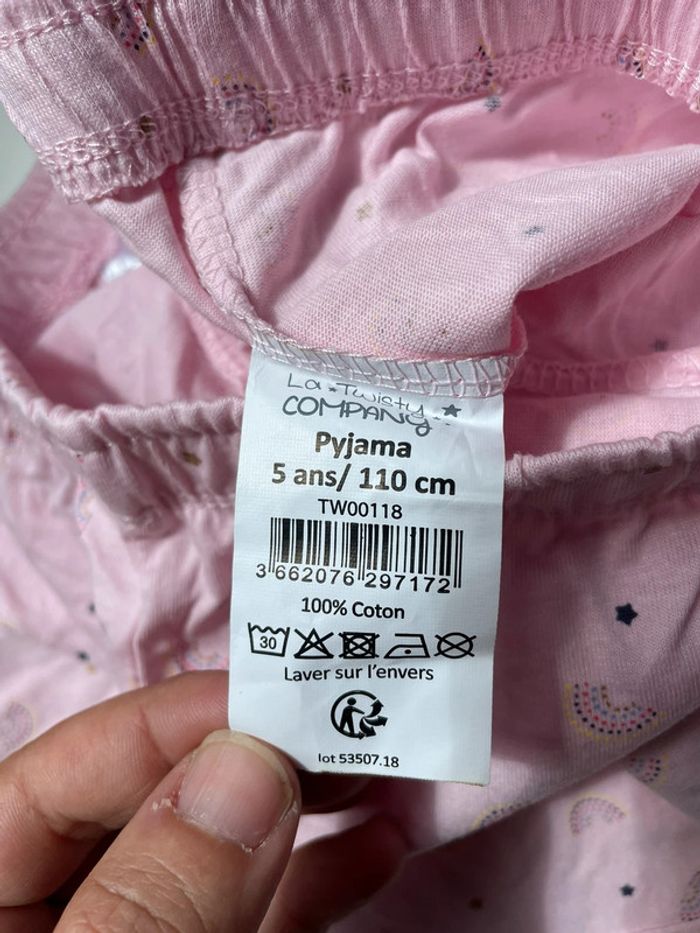 La Twisty
COMPANY
Pyjama
5 ans/ 110 cm
TW00118
3 662076 297172
100% Coton
30
Laver sur l'envers
lot 53507.18